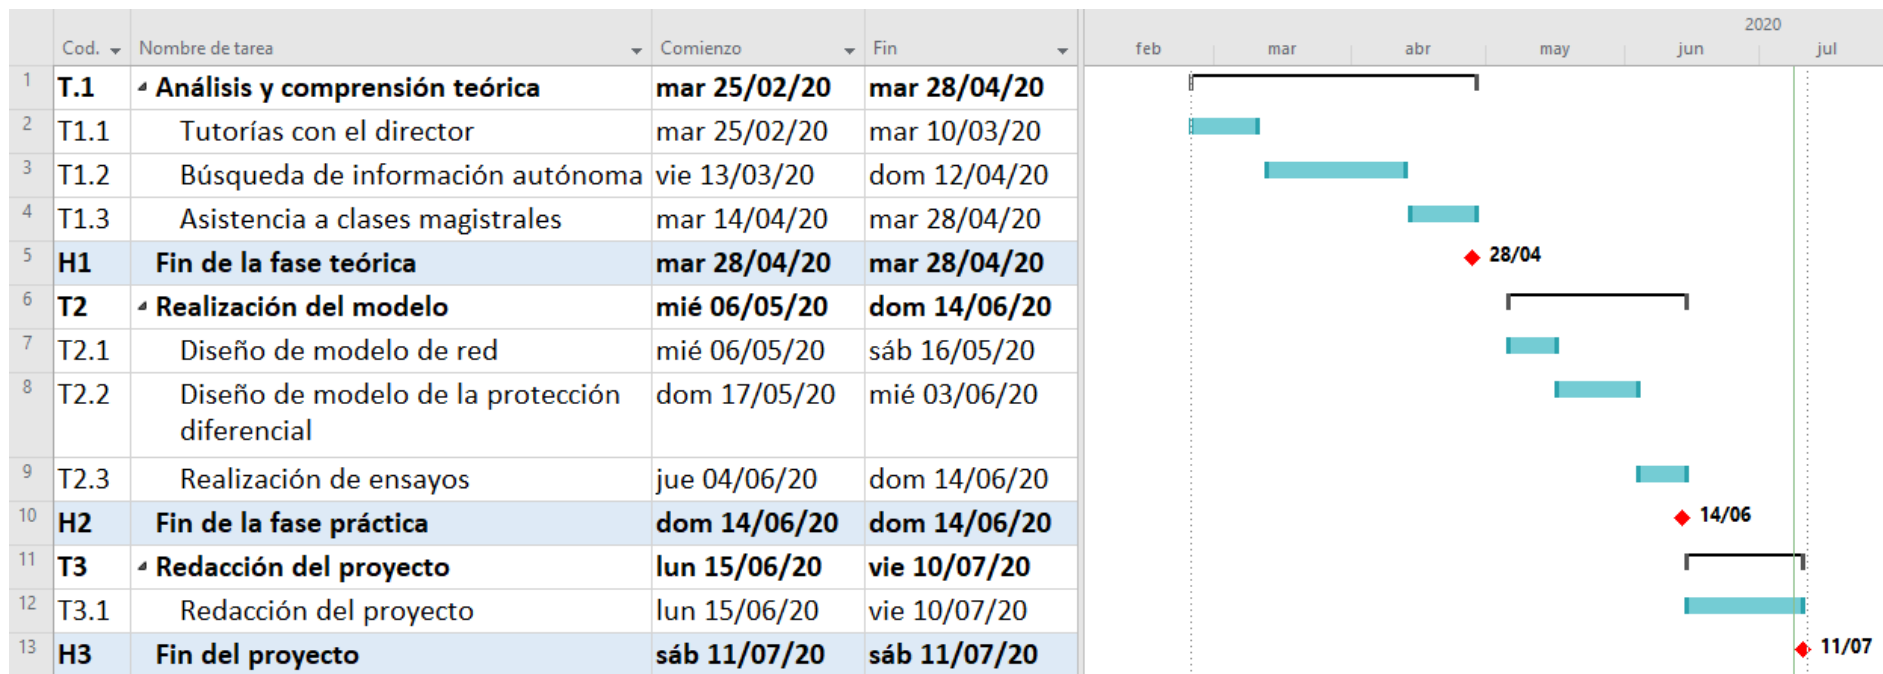 2020
Cod. Nombre de tarea Comienzo Fin feb mar abr may jun jul
1 T.1 Análisis y comprensión teórica mar 25/02/20 mar 28/04/20
2 T1.1 Tutorías con el director mar 25/02/20 mar 10/03/20
3 T1.2 Búsqueda de información autónoma vie 13/03/20 dom 12/04/20
4 T1.3 Asistencia a clases magistrales mar 14/04/20 mar 28/04/20
5 H1 Fin de la fase teórica mar 28/04/20 mar 28/04/20 28/04
6 T2 Realización del modelo mié 06/05/20 dom 14/06/20
7 T2.1 Diseño de modelo de red mié 06/05/20 sáb 16/05/20
8 T2.2 Diseño de modelo de la protección dom 17/05/20 mié 03/06/20
diferencial
9 T2.3 Realización de ensayos jue 04/06/20 dom 14/06/20
10 H2 Fin de la fase práctica dom 14/06/20 dom 14/06/20 14/06
11 T3 Redacción del proyecto lun 15/06/20 vie 10/07/20
12 T3.1 Redacción del proyecto lun 15/06/20 vie 10/07/20
13 H3 Fin del proyecto sáb 11/07/20 sáb 11/07/20 11/07